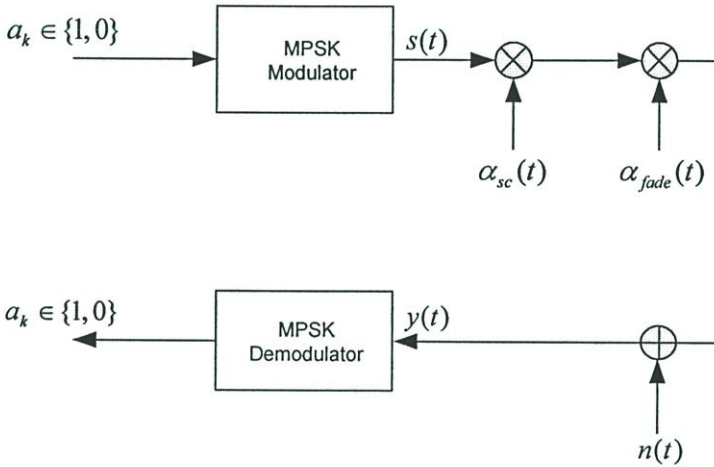 a_k ∈ {1, 0}
MPSK
Modulator
s(t)
α_sc(t)
α_fade(t)
a_k ∈ {1, 0}
MPSK
Demodulator
y(t)
n(t)